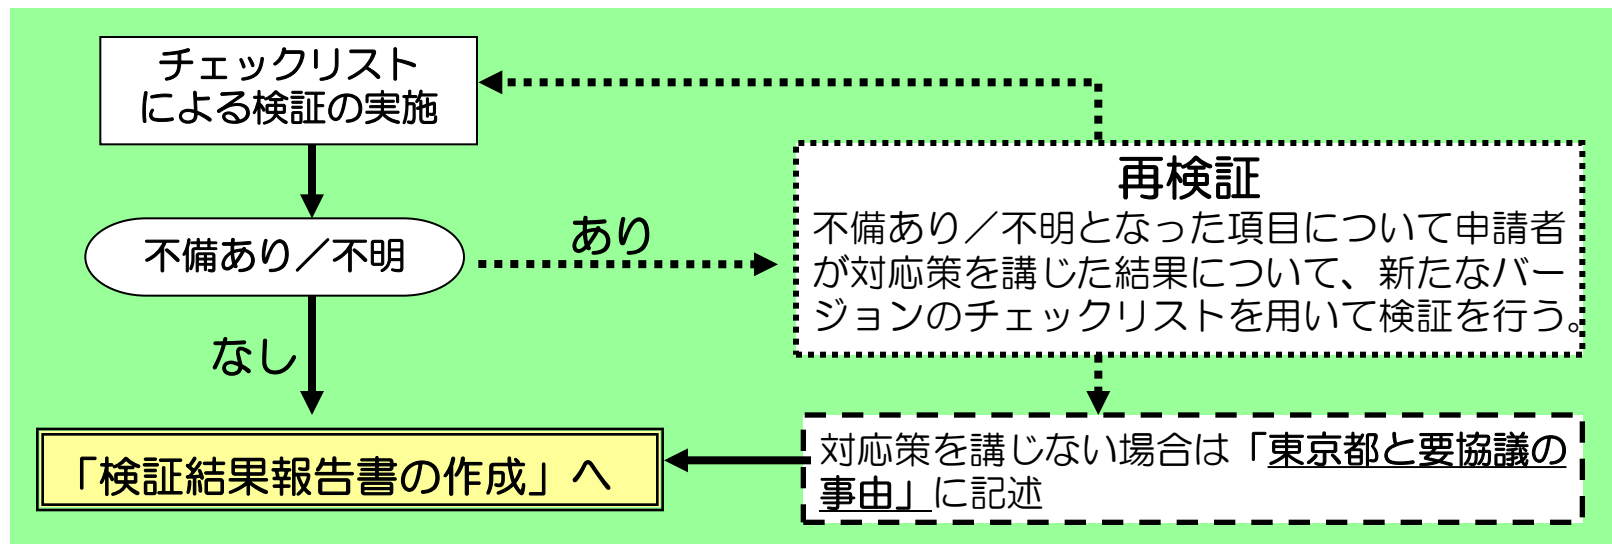 チェックリスト
による検証の実施
不備あり／不明
あり
なし
再検証
不備あり／不明となった項目について申請者
が対応策を講じた結果について、新たなバー
ジョンのチェックリストを用いて検証を行う。
対応策を講じない場合は「東京都と要協議の
事由」に記述
「検証結果報告書の作成」へ